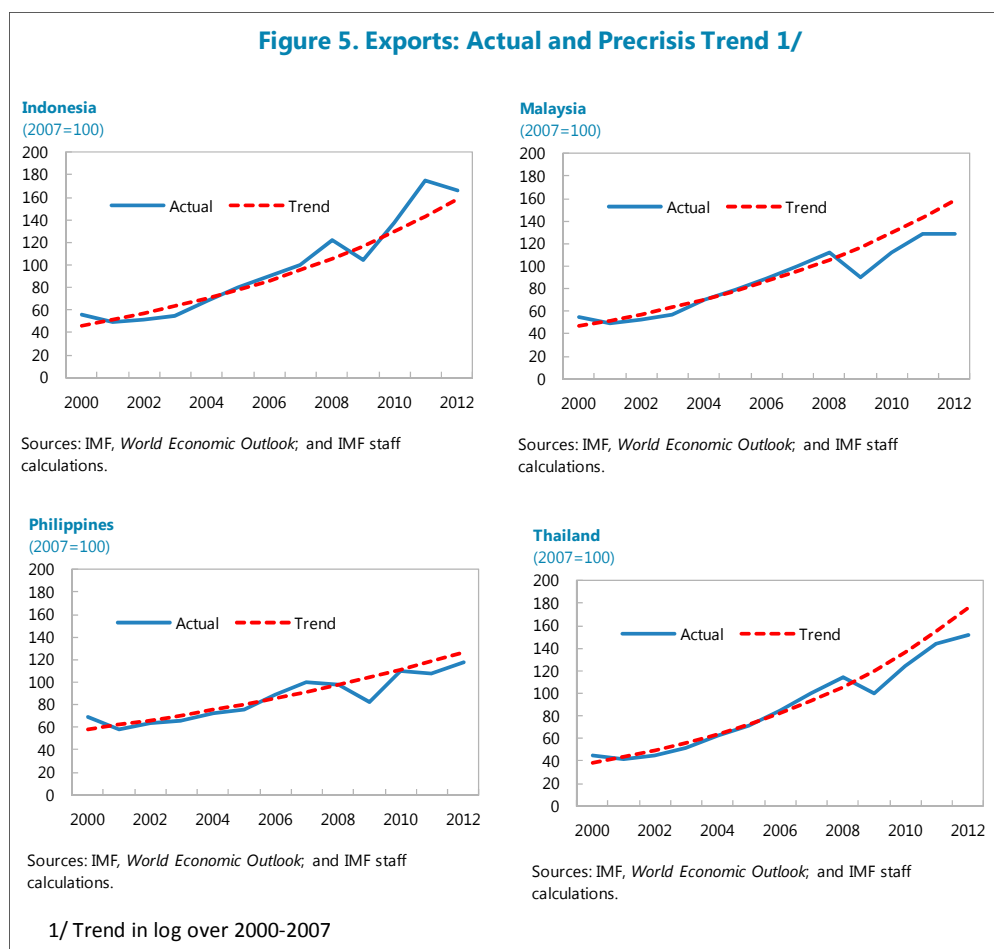 Figure 5. Exports: Actual and Precrisis Trend 1/
Indonesia
(2007=100)
200
180
160
140
120
100
80
60
40
20
0
Actual
Trend
2000 2002 2004 2006 2008 2010 2012
Sources: IMF, World Economic Outlook; and IMF staff
calculations.
Malaysia
(2007=100)
200
180
160
140
120
100
80
60
40
20
0
Actual
Trend
2000 2002 2004 2006 2008 2010 2012
Sources: IMF, World Economic Outlook; and IMF staff
calculations.
Philippines
(2007=100)
200
180
160
140
120
100
80
60
40
20
0
Actual
Trend
2000 2002 2004 2006 2008 2010 2012
Sources: IMF, World Economic Outlook; and IMF staff
calculations.
Thailand
(2007=100)
200
180
160
140
120
100
80
60
40
20
0
Actual
Trend
2000 2002 2004 2006 2008 2010 2012
Sources: IMF, World Economic Outlook; and IMF staff
calculations.
1/ Trend in log over 2000-2007